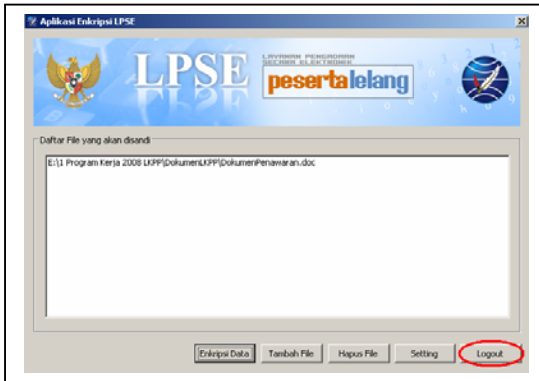 Aplikasi Enkripsi LPSE
LPSE
LAYANAN PENGADAAN
SECARA ELEKTRONIK
pesertalelang
Daftar File yang akan disandi
E:\1 Program Kerja 2008 LKPP\DokumenLKPP\DokumenPenawaran.doc
Enkripsi Data Tambah File Hapus File Setting Logout